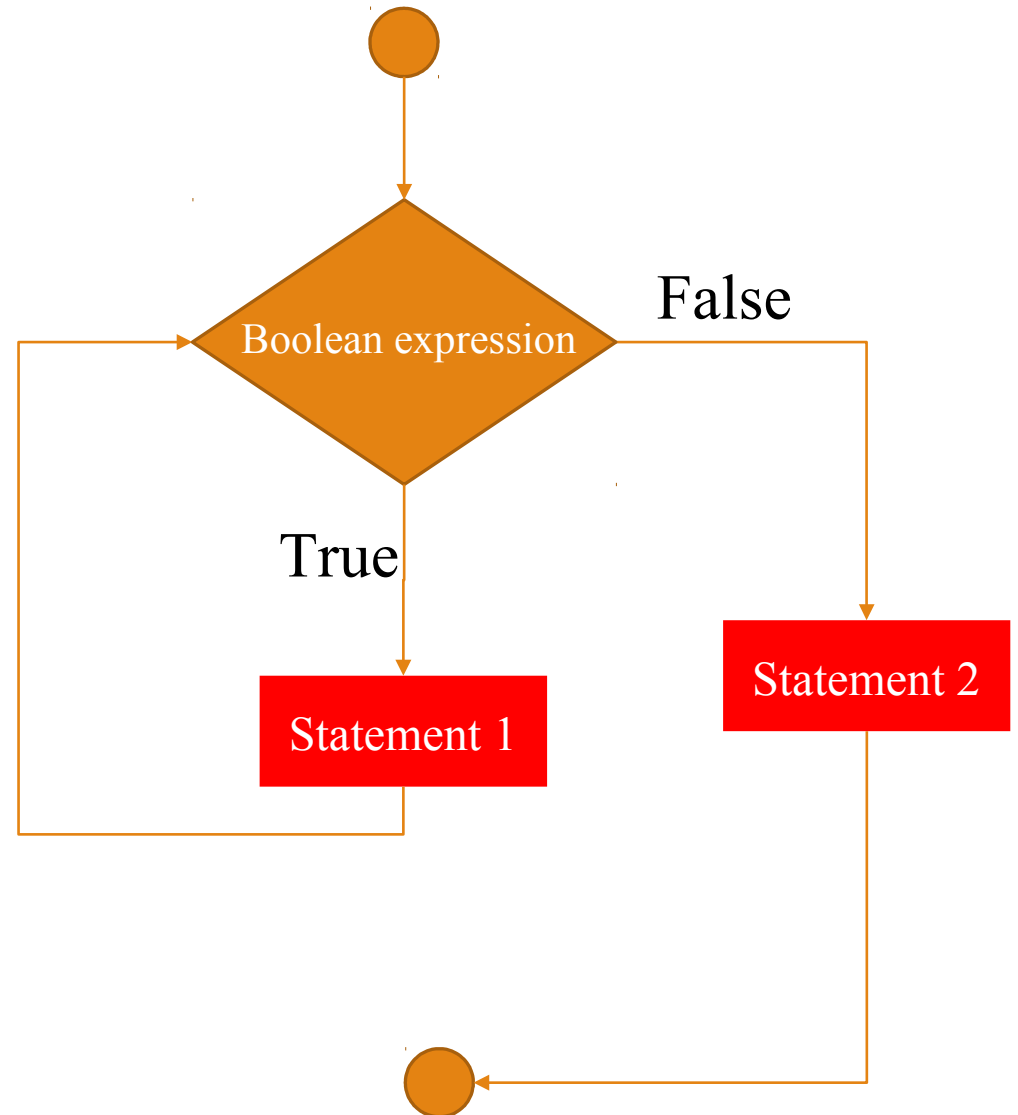 False
Boolean expression
True
Statement 2
Statement 1